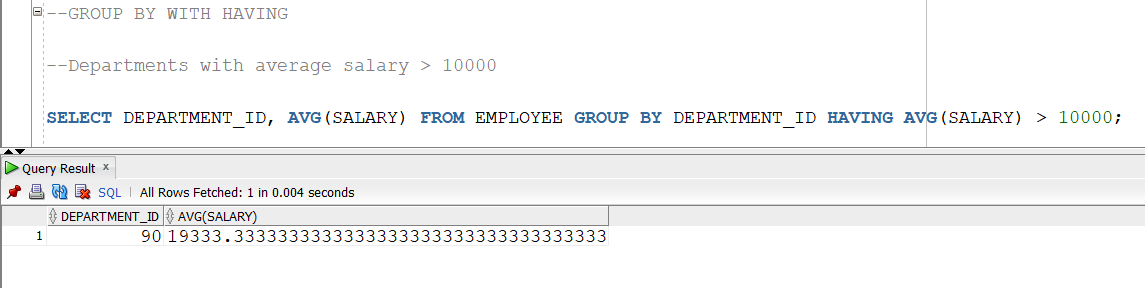 --GROUP BY WITH HAVING
--Departments with average salary > 10000
SELECT DEPARTMENT_ID, AVG(SALARY) FROM EMPLOYEE GROUP BY DEPARTMENT_ID HAVING AVG(SALARY) > 10000;
Query Result x
SQL | All Rows Fetched: 1 in 0.004 seconds
DEPARTMENT_ID AVG(SALARY)
1 90 19333.3333333333333333333333333333333333